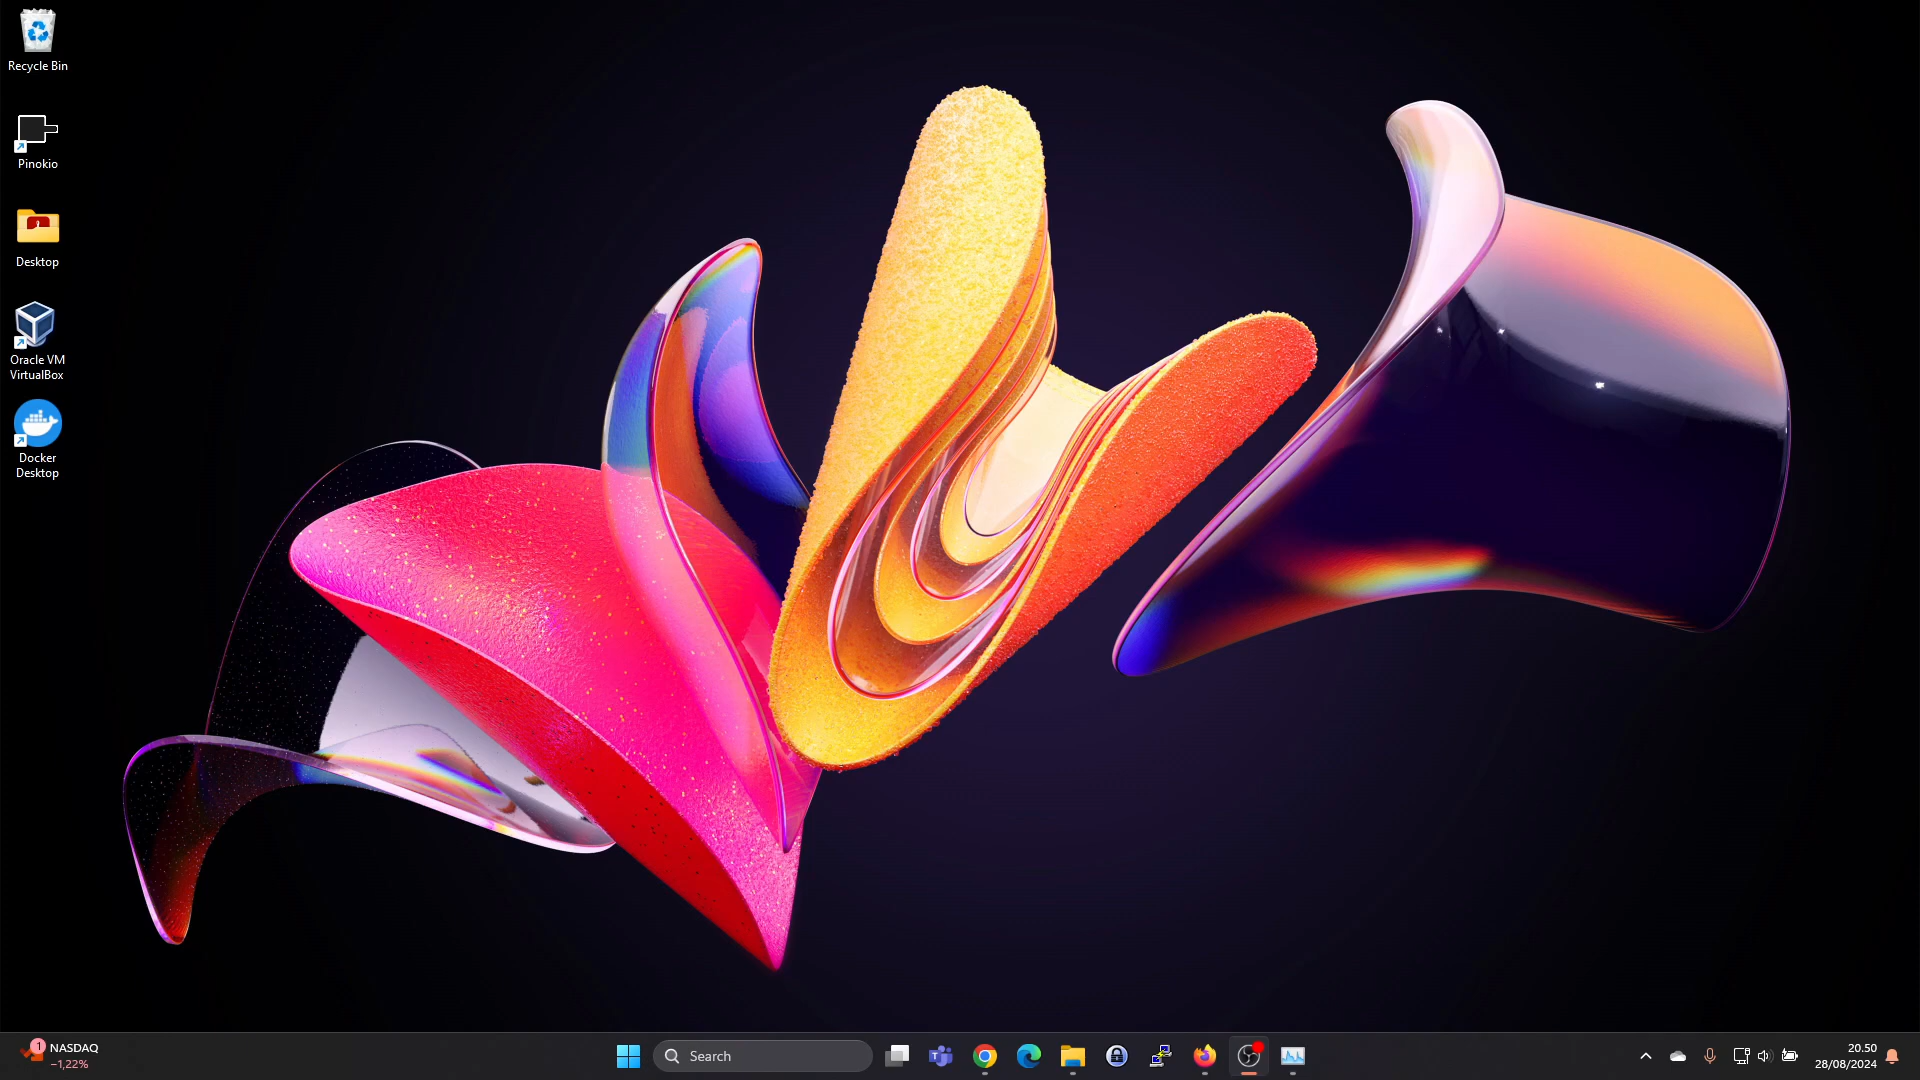 Recycle Bin
Pinokio
Desktop
Oracle VM
VirtualBox
Docker
Desktop
1
NASDAQ
−1,22%
Search
20.50
28/08/2024